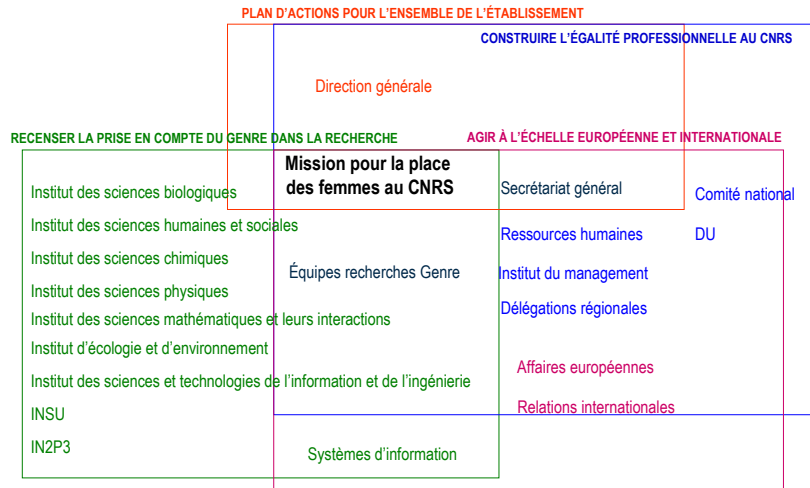 PLAN D'ACTIONS POUR L'ENSEMBLE DE L'ÉTABLISSEMENT
CONSTRUIRE L'ÉGALITÉ PROFESSIONNELLE AU CNRS
Direction générale
RECENSER LA PRISE EN COMPTE DU GENRE DANS LA RECHERCHE
AGIR À L'ÉCHELLE EUROPÉENNE ET INTERNATIONALE
Mission pour la place
des femmes au CNRS
Institut des sciences biologiques
Institut des sciences humaines et sociales
Institut des sciences chimiques
Institut des sciences physiques
Institut des sciences mathématiques et leurs interactions
Institut d'écologie et d'environnement
Institut des sciences et technologies de l'information et de l'ingénierie
INSU
IN2P3
Équipes recherches Genre
Systèmes d'information
Secrétariat général
Ressources humaines
Institut du management
Délégations régionales
Comité national
DU
Affaires européennes
Relations internationales